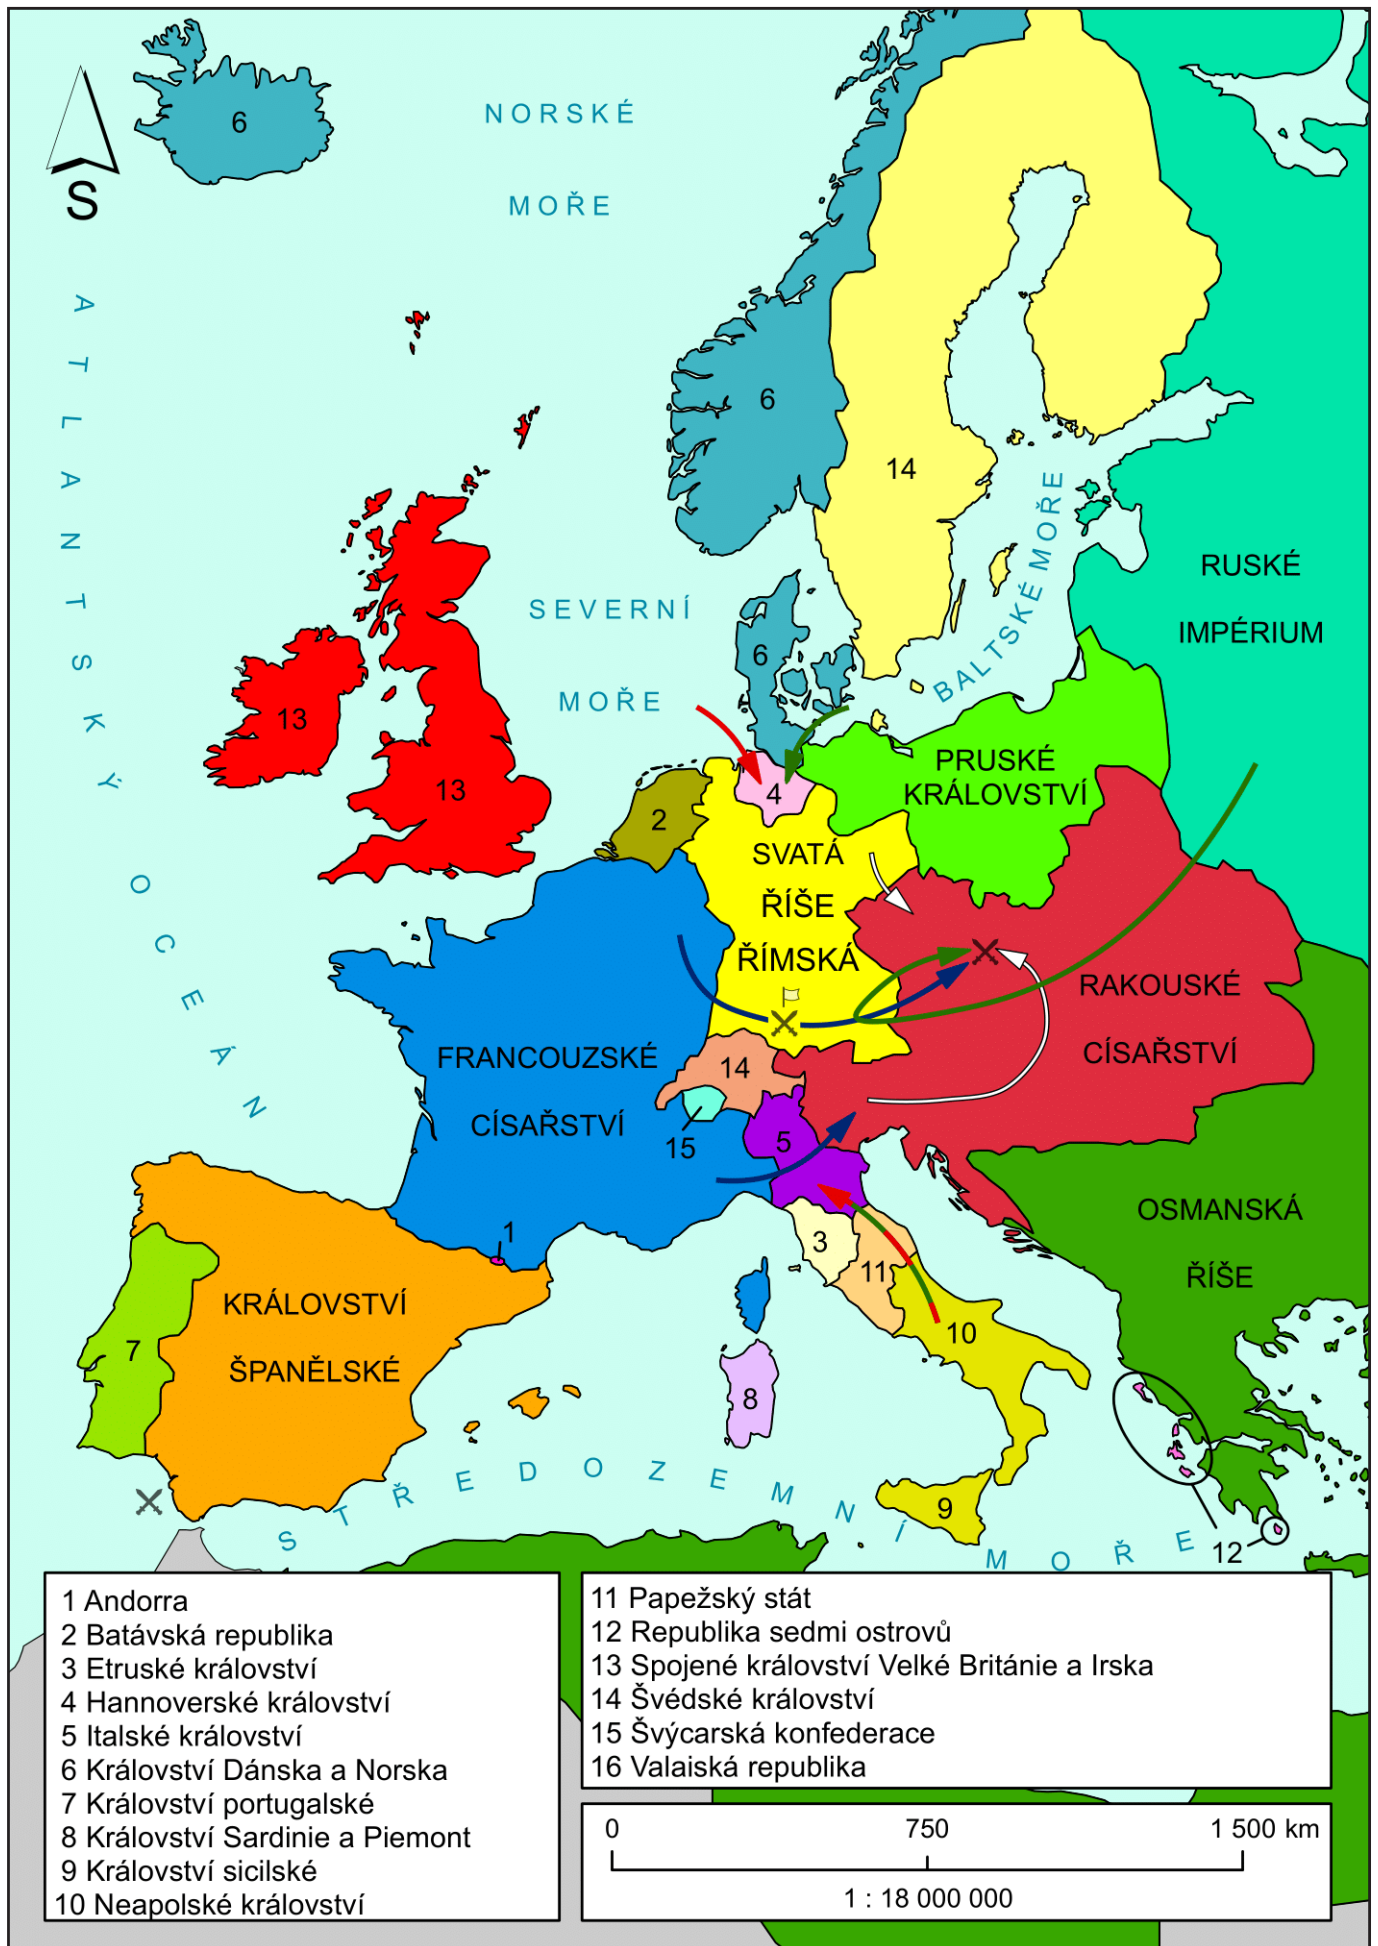 6
S
NORSKÉ
MOŘE
ATLANTSKÝ OCEÁN
6
14
BALTSKÉ MOŘE
RUSKÉ
IMPÉRIUM
SEVERNÍ
MOŘE
6
13
13
2
4
PRUSKÉ
KRÁLOVSTVÍ
SVATÁ
ŘÍŠE
ŘÍMSKÁ
RAKOUSKÉ
CÍSAŘSTVÍ
FRANCOUZSKÉ
CÍSAŘSTVÍ
14
15
5
1
3
11
10
OSMANSKÁ
ŘÍŠE
KRÁLOVSTVÍ
ŠPANĚLSKÉ
7
8
9
12
STŘEDOZEMNÍ MOŘE
1 Andorra
2 Batávská republika
3 Etruské království
4 Hannoverské království
5 Italské království
6 Království Dánska a Norska
7 Království portugalské
8 Království Sardinie a Piemont
9 Království sicilské
10 Neapolské království
11 Papežský stát
12 Republika sedmi ostrovů
13 Spojené království Velké Británie a Irska
14 Švédské království
15 Švýcarská konfederace
16 Valaiská republika
0 750 1 500 km
1 : 18 000 000